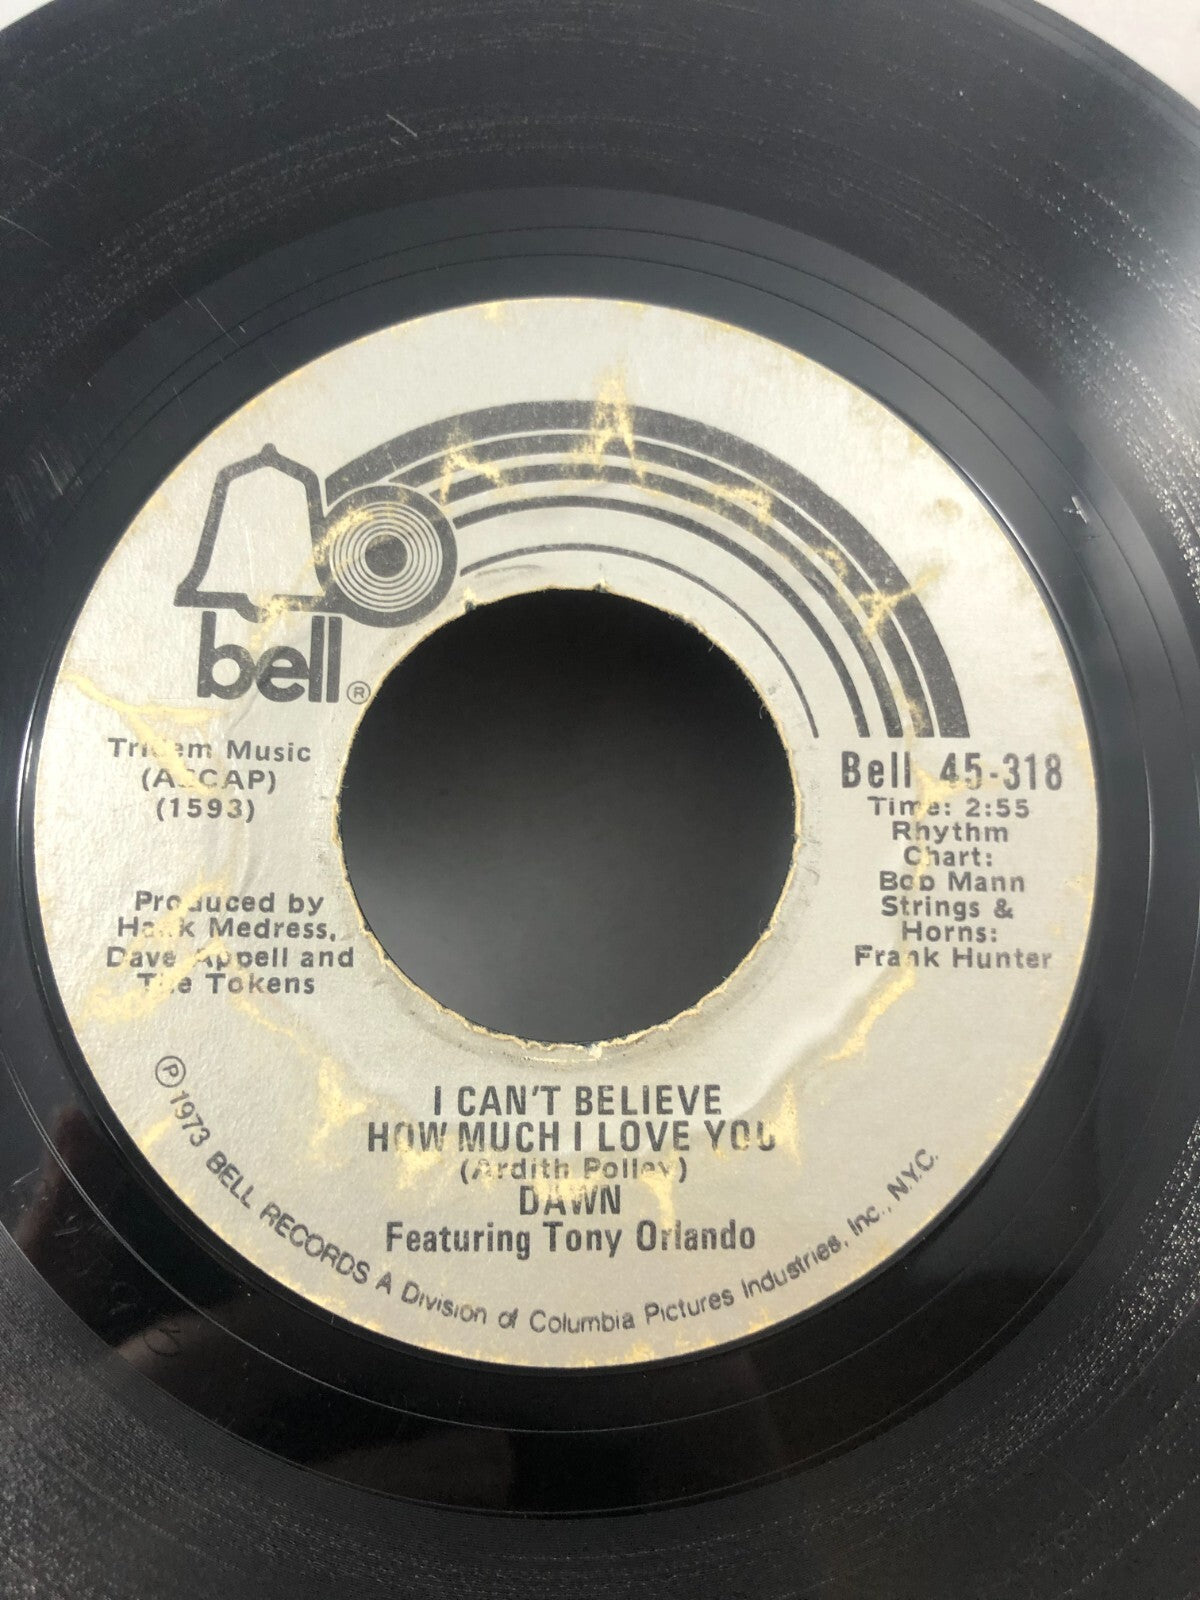 bell®
Tridem Music
(ASCAP)
(1593)
Bell 45-318
Time: 2:55
Rhythm
Chart:
Bob Mann
Strings &
Horns:
Frank Hunter
Produced by
Hank Medress,
Dave Appell and
The Tokens
I CAN'T BELIEVE
HOW MUCH I LOVE YOU
(Ardith Polley)
DAWN
Featuring Tony Orlando
℗ 1973 BELL RECORDS A Division of Columbia Pictures Industries, Inc., N.Y.C.